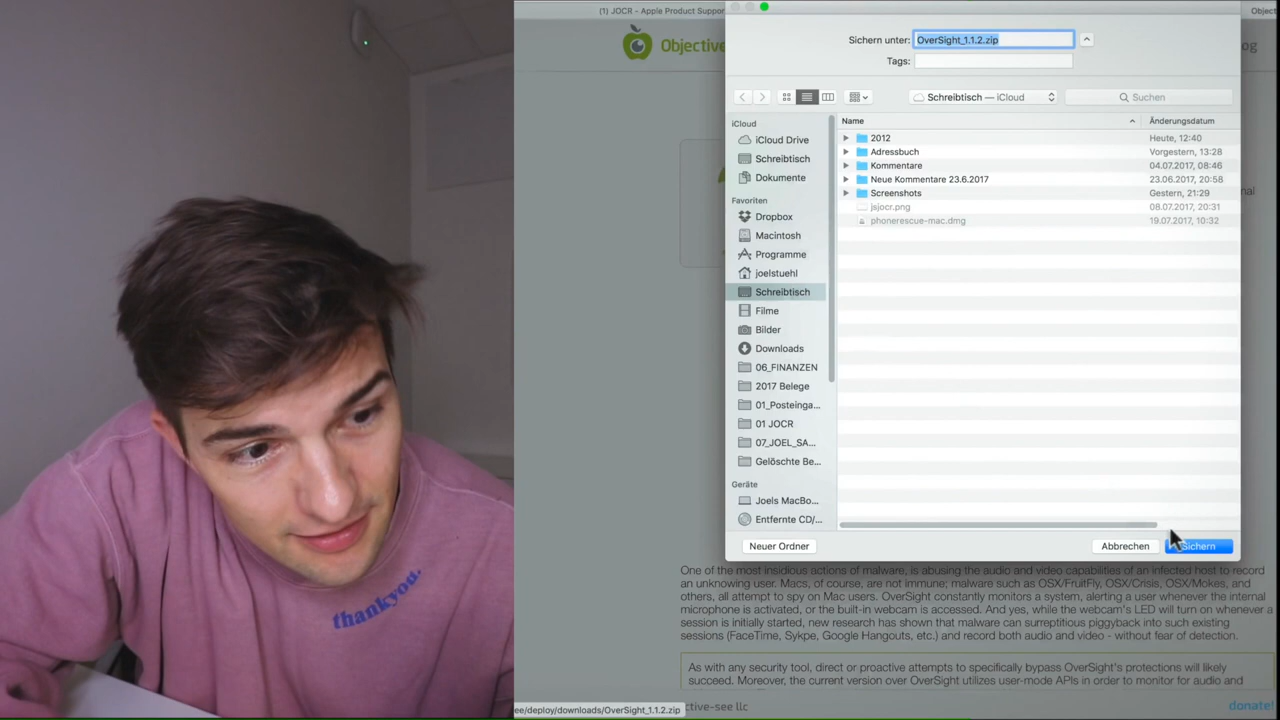 (1) JOCR - Apple Product Suppor
Object
Objective
og
Sichern unter: OverSight_1.1.2.zip
Tags:
Schreibtisch — iCloud
Suchen
Name
Änderungsdatum
iCloud
iCloud Drive
Schreibtisch
Dokumente
Favoriten
Dropbox
Macintosh
Programme
joelstuehl
Schreibtisch
Filme
Bilder
Downloads
06_FINANZEN
2017 Belege
01_Posteinga...
01 JOCR
07_JOEL_SA...
Gelöschte Be...
Geräte
Joels MacBo...
Entfernte CD/...
2012 Heute, 12:40
Adressbuch Vorgestern, 13:28
Kommentare 04.07.2017, 08:46
Neue Kommentare 23.6.2017 23.06.2017, 20:58
Screenshots Gestern, 21:29
jsjocr.png 08.07.2017, 20:31
phonerescue-mac.dmg 19.07.2017, 10:32
nal
Neuer Ordner
Abbrechen
Sichern
thankyou.
One of the most insidious actions of malware, is abusing the audio and video capabilities of an infected host to record
an unknowing user. Macs, of course, are not immune; malware such as OSX/FruitFly, OSX/Crisis, OSX/Mokes, and
others, all attempt to spy on Mac users. OverSight constantly monitors a system, alerting a user whenever the internal
microphone is activated, or the built-in webcam is accessed. And yes, while the webcam's LED will turn on whenever a
session is initially started, new research has shown that malware can surreptitious piggyback into such existing
sessions (FaceTime, Sykpe, Google Hangouts, etc.) and record both audio and video - without fear of detection.
As with any security tool, direct or proactive attempts to specifically bypass OverSight's protections will likely
succeed. Moreover, the current version over OverSight utilizes user-mode APIs in order to monitor for audio and
ee/deploy/downloads/OverSight_1.1.2.zip
ective-see llc
donate!